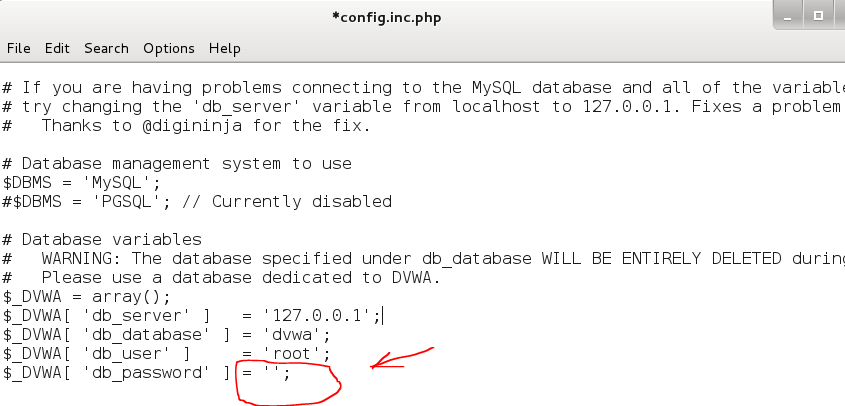 *config.inc.php
File Edit Search Options Help
# If you are having problems connecting to the MySQL database and all of the variable
# try changing the 'db_server' variable from localhost to 127.0.0.1. Fixes a problem
#   Thanks to @digininja for the fix.
# Database management system to use
$DBMS = 'MySQL';
#$DBMS = 'PGSQL'; // Currently disabled
# Database variables
#   WARNING: The database specified under db_database WILL BE ENTIRELY DELETED during
#   Please use a database dedicated to DVWA.
$_DVWA = array();
$_DVWA[ 'db_server' ]   = '127.0.0.1';
$_DVWA[ 'db_database' ] = 'dvwa';
$_DVWA[ 'db_user' ]     = 'root';
$_DVWA[ 'db_password' ] = '';